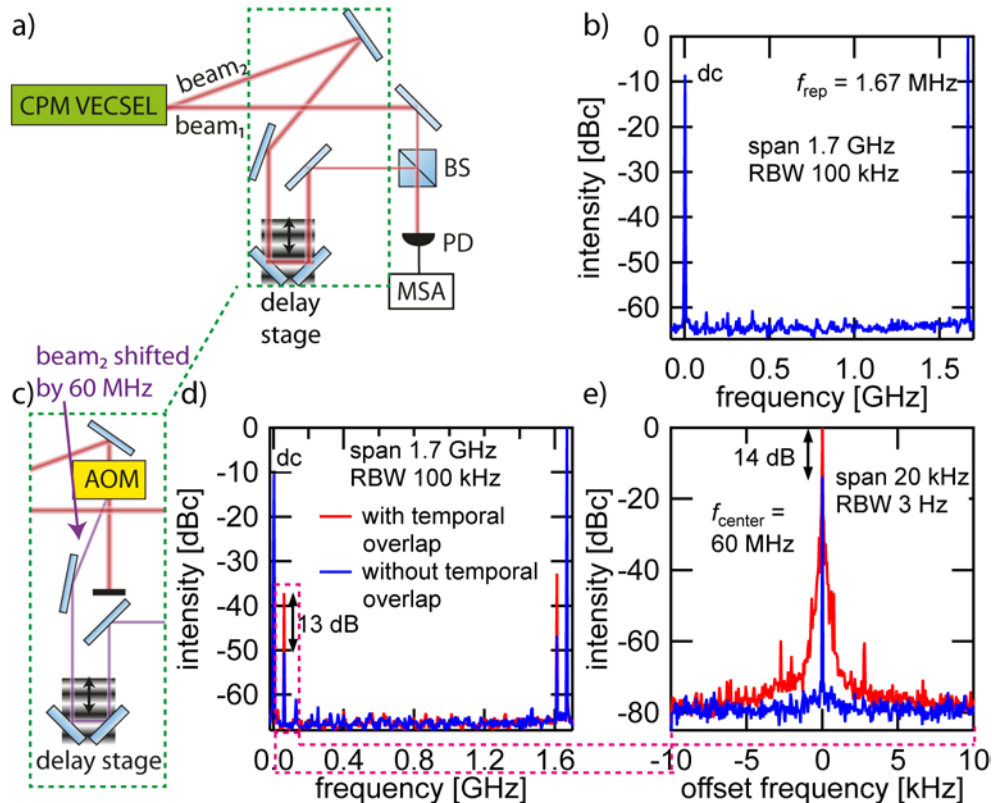 a)
CPM VECSEL
beam₂
beam₁
BS
PD
MSA
delay
stage
b)
intensity [dBc]
0
-10
-20
-30
-40
-50
-60
dc
f_rep = 1.67 MHz
span 1.7 GHz
RBW 100 kHz
0.0 0.5 1.0 1.5
frequency [GHz]
beam₂ shifted
by 60 MHz
c)
AOM
delay stage
d)
intensity [dBc]
0
-10
-20
-30
-40
-50
-60
dc
span 1.7 GHz
RBW 100 kHz
with temporal
overlap
without temporal
overlap
13 dB
0.0 0.4 0.8 1.2 1.6
frequency [GHz]
e)
intensity [dBc]
0
-20
-40
-60
-80
14 dB
span 20 kHz
RBW 3 Hz
f_center =
60 MHz
-10 -5 0 5 10
offset frequency [kHz]